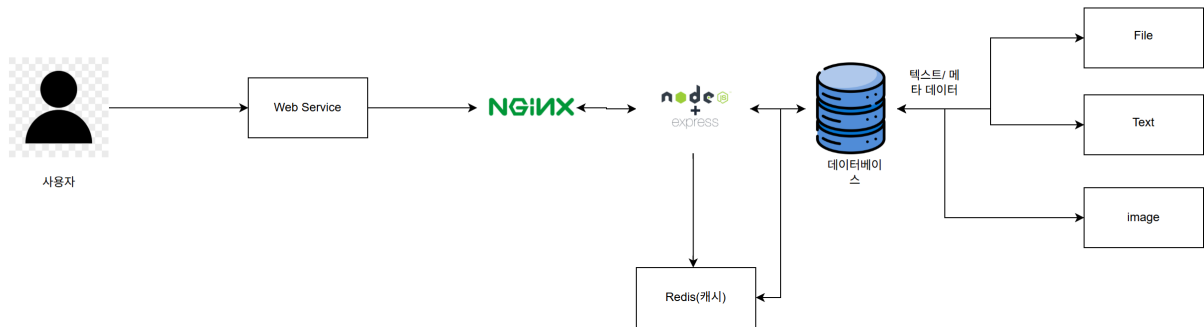 File
텍스트/ 메
타 데이터
Web Service
NGiNX
node JS
+
express
Text
데이터베이
스
사용자
image
Redis(캐시)